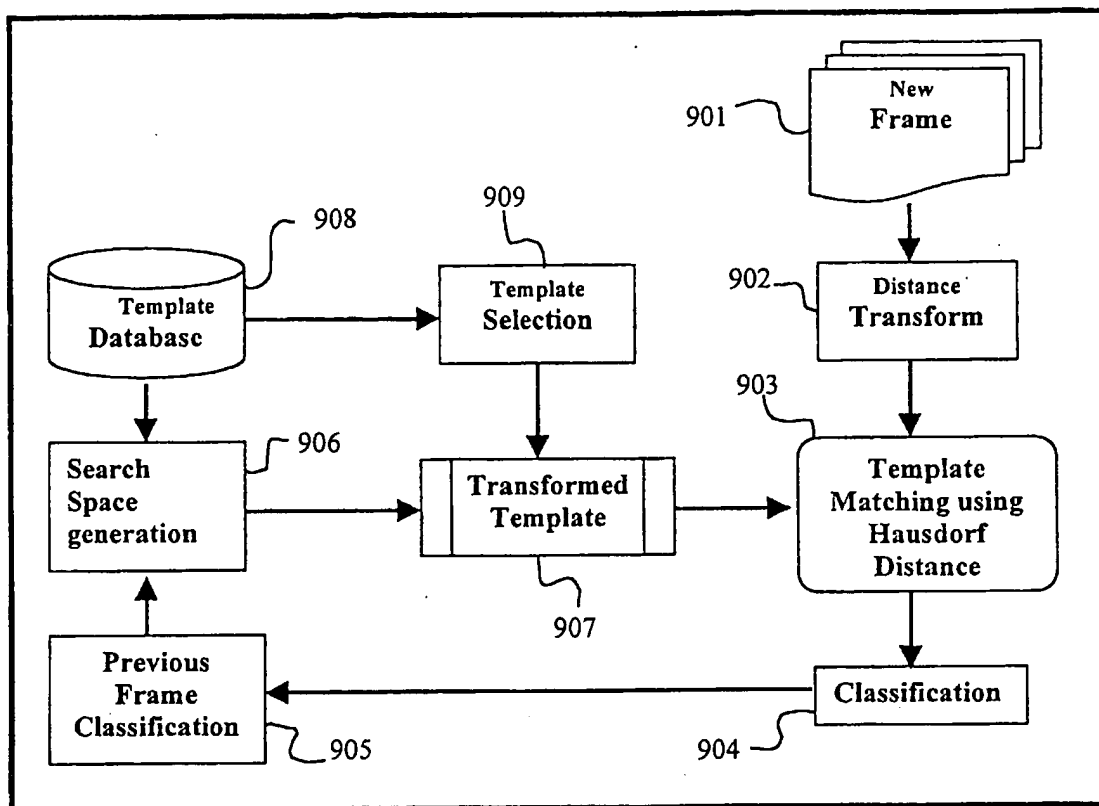 New
Frame
901
909
908
Template
Database
Template
Selection
902
Distance
Transform
903
906
Search
Space
generation
Transformed
Template
Template
Matching using
Hausdorf
Distance
907
Previous
Frame
Classification
905
Classification
904